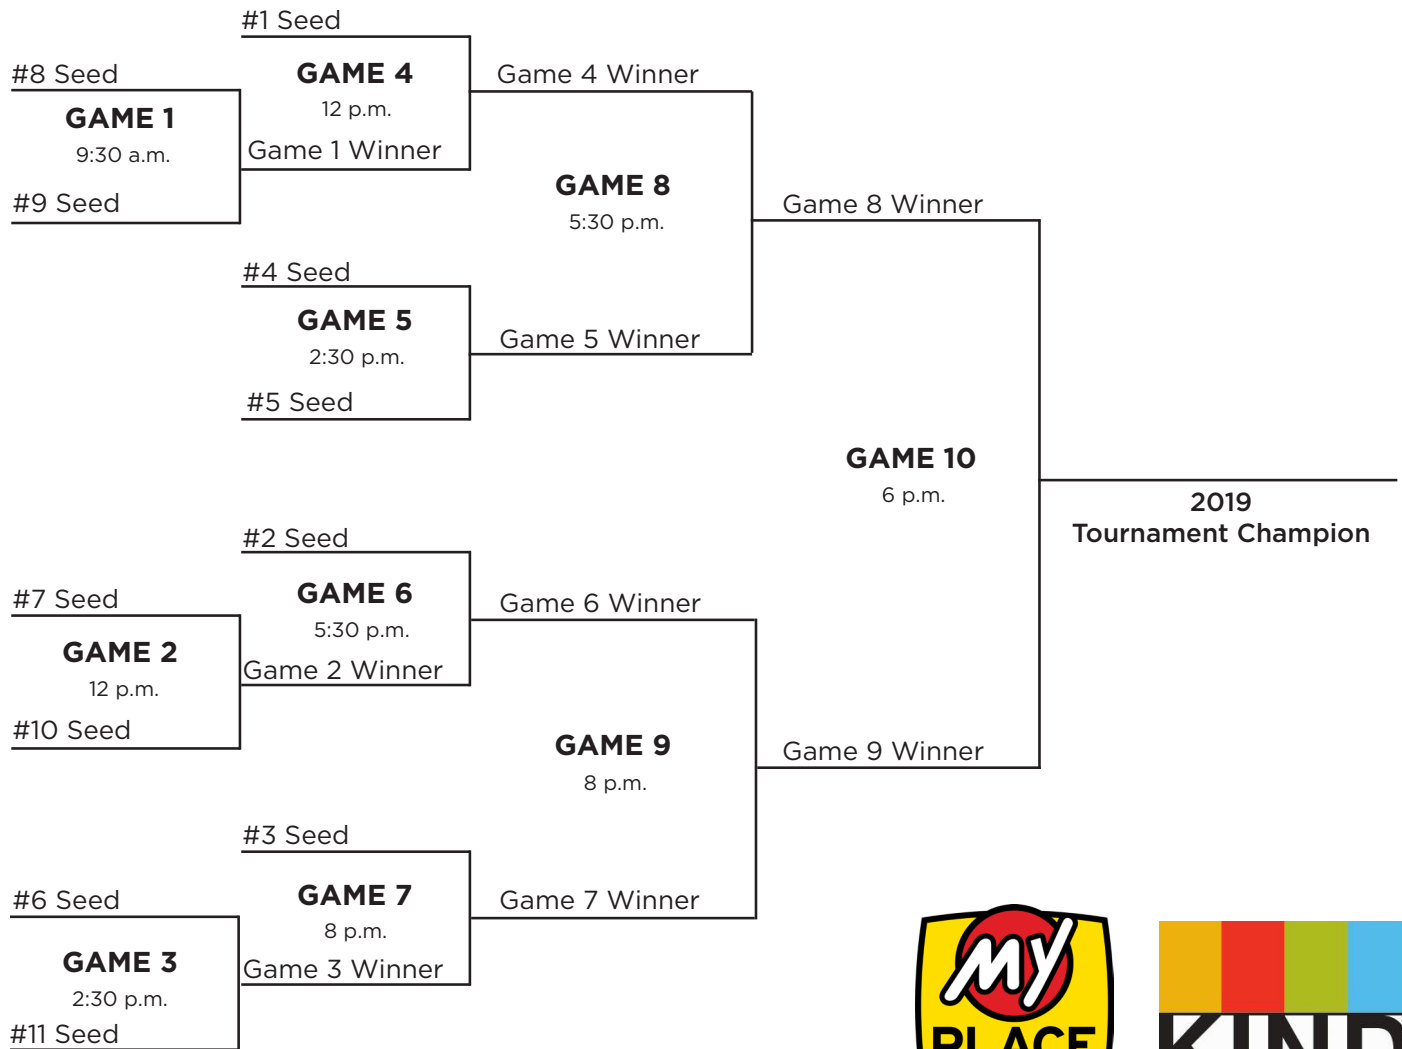 #1 Seed
#8 Seed
GAME 4
Game 4 Winner
12 p.m.
GAME 1
9:30 a.m.
Game 1 Winner
#9 Seed
GAME 8
5:30 p.m.
Game 8 Winner
#4 Seed
GAME 5
2:30 p.m.
Game 5 Winner
#5 Seed
GAME 10
6 p.m.
2019
Tournament Champion
#2 Seed
#7 Seed
GAME 6
5:30 p.m.
Game 6 Winner
GAME 2
12 p.m.
Game 2 Winner
#10 Seed
GAME 9
8 p.m.
Game 9 Winner
#3 Seed
#6 Seed
GAME 7
8 p.m.
Game 7 Winner
GAME 3
2:30 p.m.
Game 3 Winner
#11 Seed
My
PLACE
KIND